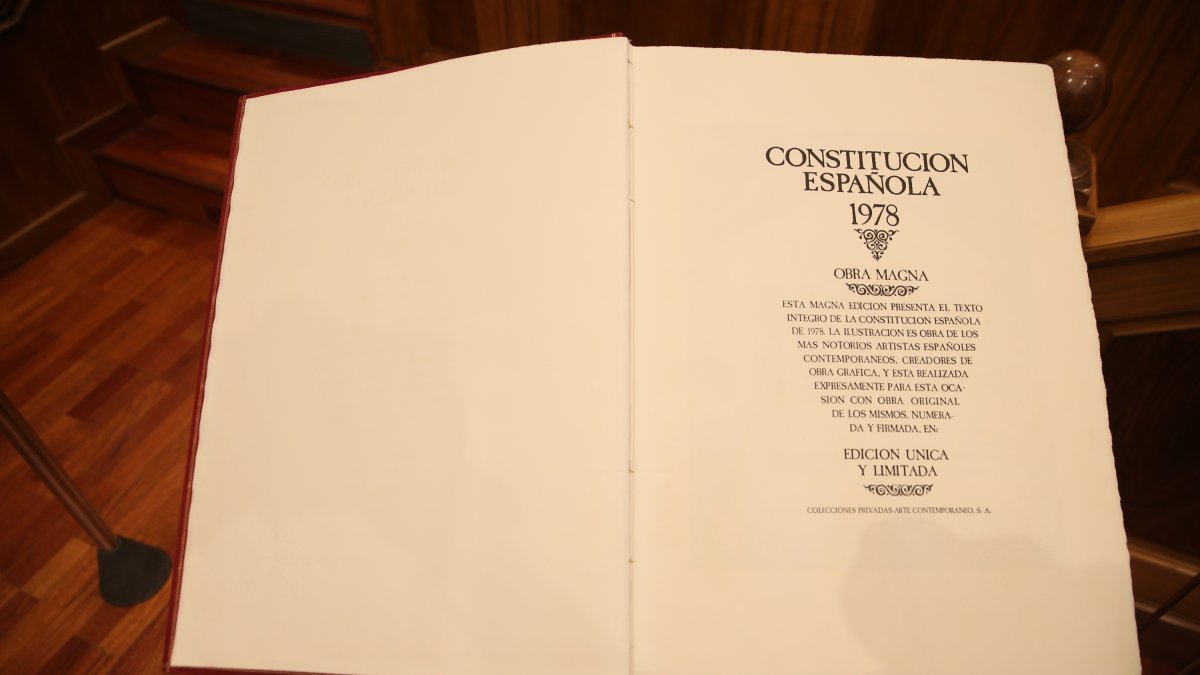 CONSTITUCION
ESPAÑOLA
1978
OBRA MAGNA
ESTA MAGNA EDICION PRESENTA EL TEXTO
INTEGRO DE LA CONSTITUCION ESPAÑOLA
DE 1978. LA ILUSTRACION ES OBRA DE LOS
MAS NOTORIOS ARTISTAS ESPAÑOLES
CONTEMPORANEOS, CREADORES DE
OBRA GRAFICA, Y ESTA REALIZADA
EXPRESAMENTE PARA ESTA OCA-
SION CON OBRA ORIGINAL
DE LOS MISMOS, NUMERA-
DA Y FIRMADA, EN:
EDICION UNICA
Y LIMITADA
COLECCIONES PRIVADAS-ARTE CONTEMPORANEO, S. A.